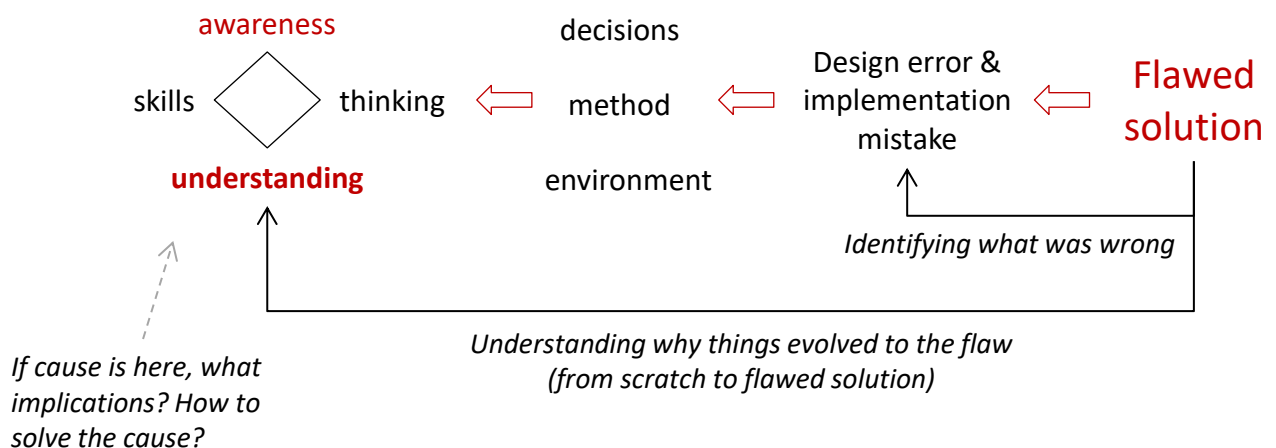 awareness
skills
thinking
understanding
decisions
method
environment
Design error &
implementation
mistake
Flawed
solution
Identifying what was wrong
Understanding why things evolved to the flaw
(from scratch to flawed solution)
If cause is here, what
implications? How to
solve the cause?